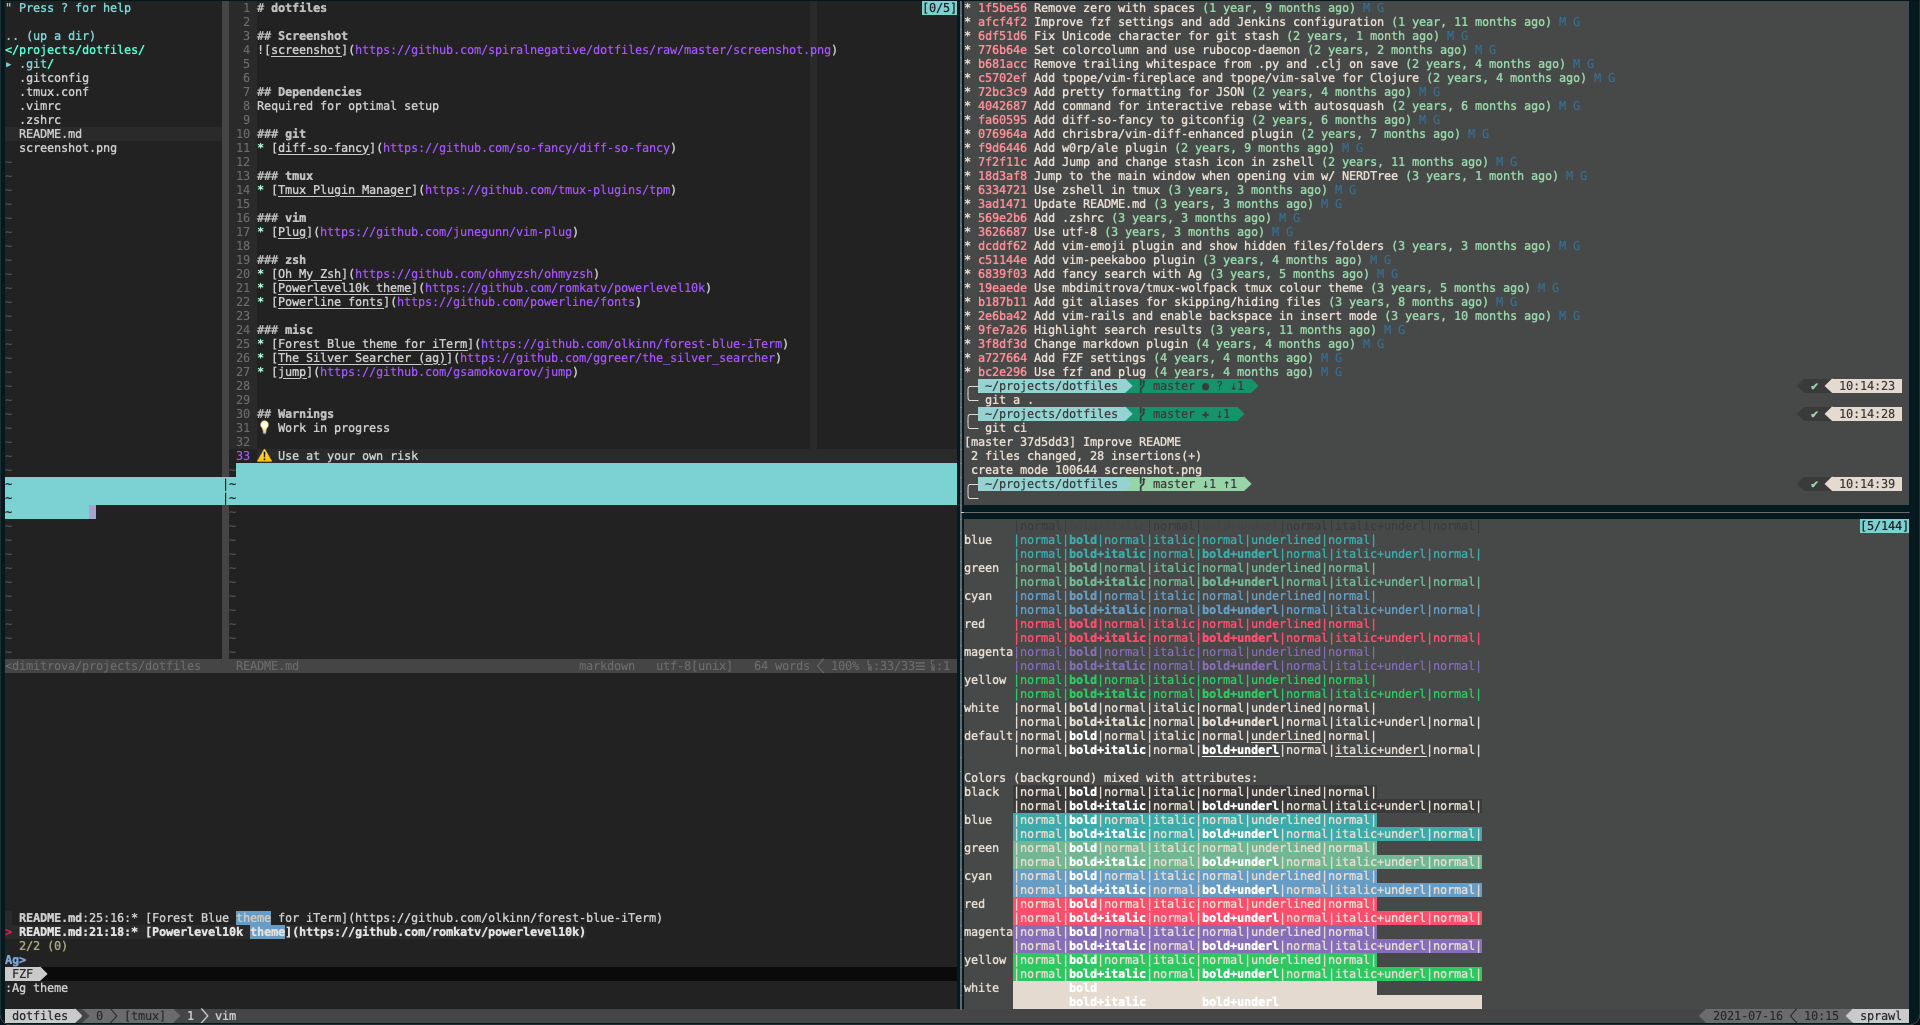 " Press ? for help
.. (up a dir)
</projects/dotfiles/
▸ .git/
.gitconfig
.tmux.conf
.vimrc
.zshrc
README.md
screenshot.png
<dimitrova/projects/dotfiles
[0/5]
1 # dotfiles
2
3 ## Screenshot
4 ![screenshot](https://github.com/spiralnegative/dotfiles/raw/master/screenshot.png)
5
6
7 ## Dependencies
8 Required for optimal setup
9
10 ### git
11 * [diff-so-fancy](https://github.com/so-fancy/diff-so-fancy)
12
13 ### tmux
14 * [Tmux Plugin Manager](https://github.com/tmux-plugins/tpm)
15
16 ### vim
17 * [Plug](https://github.com/junegunn/vim-plug)
18
19 ### zsh
20 * [Oh My Zsh](https://github.com/ohmyzsh/ohmyzsh)
21 * [Powerlevel10k theme](https://github.com/romkatv/powerlevel10k)
22 * [Powerline fonts](https://github.com/powerline/fonts)
23
24 ### misc
25 * [Forest Blue theme for iTerm](https://github.com/olkinn/forest-blue-iTerm)
26 * [The Silver Searcher (ag)](https://github.com/ggreer/the_silver_searcher)
27 * [jump](https://github.com/gsamokovarov/jump)
28
29
30 ## Warnings
31 💡 Work in progress
32
33 ⚠️ Use at your own risk
README.md markdown utf-8[unix] 64 words 100% :33/33☰ :1
README.md:25:16:* [Forest Blue theme for iTerm](https://github.com/olkinn/forest-blue-iTerm)
> README.md:21:18:* [Powerlevel10k theme](https://github.com/romkatv/powerlevel10k)
2/2 (0)
Ag>
FZF
:Ag theme
* 1f5be56 Remove zero with spaces (1 year, 9 months ago) M G
* afcf4f2 Improve fzf settings and add Jenkins configuration (1 year, 11 months ago) M G
* 6df51d6 Fix Unicode character for git stash (2 years, 1 month ago) M G
* 776b64e Set colorcolumn and use rubocop-daemon (2 years, 2 months ago) M G
* b681acc Remove trailing whitespace from .py and .clj on save (2 years, 4 months ago) M G
* c5702ef Add tpope/vim-fireplace and tpope/vim-salve for Clojure (2 years, 4 months ago) M G
* 72bc3c9 Add pretty formatting for JSON (2 years, 4 months ago) M G
* 4042687 Add command for interactive rebase with autosquash (2 years, 6 months ago) M G
* fa60595 Add diff-so-fancy to gitconfig (2 years, 6 months ago) M G
* 076964a Add chrisbra/vim-diff-enhanced plugin (2 years, 7 months ago) M G
* f9d6446 Add w0rp/ale plugin (2 years, 9 months ago) M G
* 7f2f11c Add Jump and change stash icon in zshell (2 years, 11 months ago) M G
* 18d3af8 Jump to the main window when opening vim w/ NERDTree (3 years, 1 month ago) M G
* 6334721 Use zshell in tmux (3 years, 3 months ago) M G
* 3ad1471 Update README.md (3 years, 3 months ago) M G
* 569e2b6 Add .zshrc (3 years, 3 months ago) M G
* 3626687 Use utf-8 (3 years, 3 months ago) M G
* dcddf62 Add vim-emoji plugin and show hidden files/folders (3 years, 3 months ago) M G
* c51144e Add vim-peekaboo plugin (3 years, 4 months ago) M G
* 6839f03 Add fancy search with Ag (3 years, 5 months ago) M G
* 19eaede Use mbdimitrova/tmux-wolfpack tmux colour theme (3 years, 5 months ago) M G
* b187b11 Add git aliases for skipping/hiding files (3 years, 8 months ago) M G
* 2e6ba42 Add vim-rails and enable backspace in insert mode (3 years, 10 months ago) M G
* 9fe7a26 Highlight search results (3 years, 11 months ago) M G
* 3f8df3d Change markdown plugin (4 years, 4 months ago) M G
* a727664 Add FZF settings (4 years, 4 months ago) M G
* bc2e296 Use fzf and plug (4 years, 4 months ago) M G
~/projects/dotfiles master ● ? ↓1 ✔ 10:14:23
git a .
~/projects/dotfiles master + ↓1 ✔ 10:14:28
git ci
[master 37d5dd3] Improve README
2 files changed, 28 insertions(+)
create mode 100644 screenshot.png
~/projects/dotfiles master ↓1 ↑1 ✔ 10:14:39
[5/144]
|normal| |normal| |normal|italic+underl|normal|
blue |normal|bold|normal|italic|normal|underlined|normal|
|normal|bold+italic|normal|bold+underl|normal|italic+underl|normal|
green |normal|bold|normal|italic|normal|underlined|normal|
|normal|bold+italic|normal|bold+underl|normal|italic+underl|normal|
cyan |normal|bold|normal|italic|normal|underlined|normal|
|normal|bold+italic|normal|bold+underl|normal|italic+underl|normal|
red |normal|bold|normal|italic|normal|underlined|normal|
|normal|bold+italic|normal|bold+underl|normal|italic+underl|normal|
magenta|normal|bold|normal|italic|normal|underlined|normal|
|normal|bold+italic|normal|bold+underl|normal|italic+underl|normal|
yellow |normal|bold|normal|italic|normal|underlined|normal|
|normal|bold+italic|normal|bold+underl|normal|italic+underl|normal|
white |normal|bold|normal|italic|normal|underlined|normal|
|normal|bold+italic|normal|bold+underl|normal|italic+underl|normal|
default|normal|bold|normal|italic|normal|underlined|normal|
|normal|bold+italic|normal|bold+underl|normal|italic+underl|normal|
Colors (background) mixed with attributes:
black |normal|bold|normal|italic|normal|underlined|normal|
|normal|bold+italic|normal|bold+underl|normal|italic+underl|normal|
blue |normal|bold|normal|italic|normal|underlined|normal|
|normal|bold+italic|normal|bold+underl|normal|italic+underl|normal|
green |normal|bold|normal|italic|normal|underlined|normal|
|normal|bold+italic|normal|bold+underl|normal|italic+underl|normal|
cyan |normal|bold|normal|italic|normal|underlined|normal|
|normal|bold+italic|normal|bold+underl|normal|italic+underl|normal|
red |normal|bold|normal|italic|normal|underlined|normal|
|normal|bold+italic|normal|bold+underl|normal|italic+underl|normal|
magenta|normal|bold|normal|italic|normal|underlined|normal|
|normal|bold+italic|normal|bold+underl|normal|italic+underl|normal|
yellow |normal|bold|normal|italic|normal|underlined|normal|
|normal|bold+italic|normal|bold+underl|normal|italic+underl|normal|
white bold
bold+italic bold+underl
dotfiles 0 [tmux] 1 vim 2021-07-16 10:15 sprawl